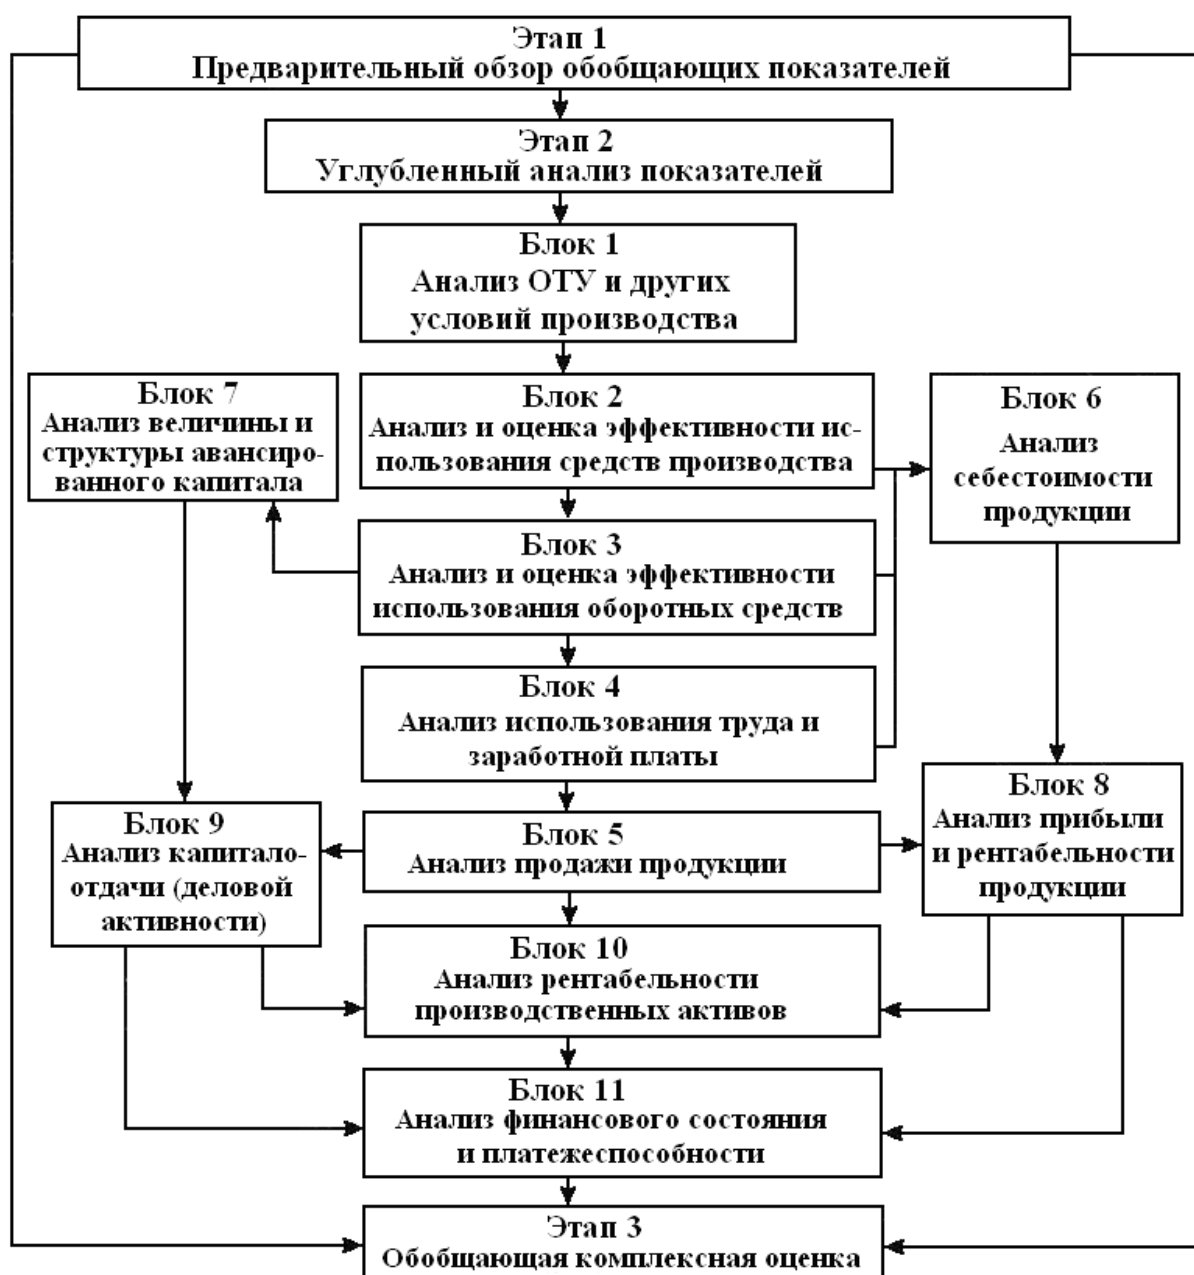 Этап 1
Предварительный обзор обобщающих показателей
Этап 2
Углубленный анализ показателей
Блок 1
Анализ ОТУ и других
условий производства
Блок 7
Анализ величины и
структуры авансиро-
ванного капитала
Блок 2
Анализ и оценка эффективности ис-
пользования средств производства
Блок 6
Анализ
себестоимости
продукции
Блок 3
Анализ и оценка эффективности
использования оборотных средств
Блок 4
Анализ использования труда и
заработной платы
Блок 9
Анализ капитало-
отдачи (деловой
активности)
Блок 5
Анализ продажи продукции
Блок 8
Анализ прибыли
и рентабельности
продукции
Блок 10
Анализ рентабельности
производственных активов
Блок 11
Анализ финансового состояния
и платежеспособности
Этап 3
Обобщающая комплексная оценка